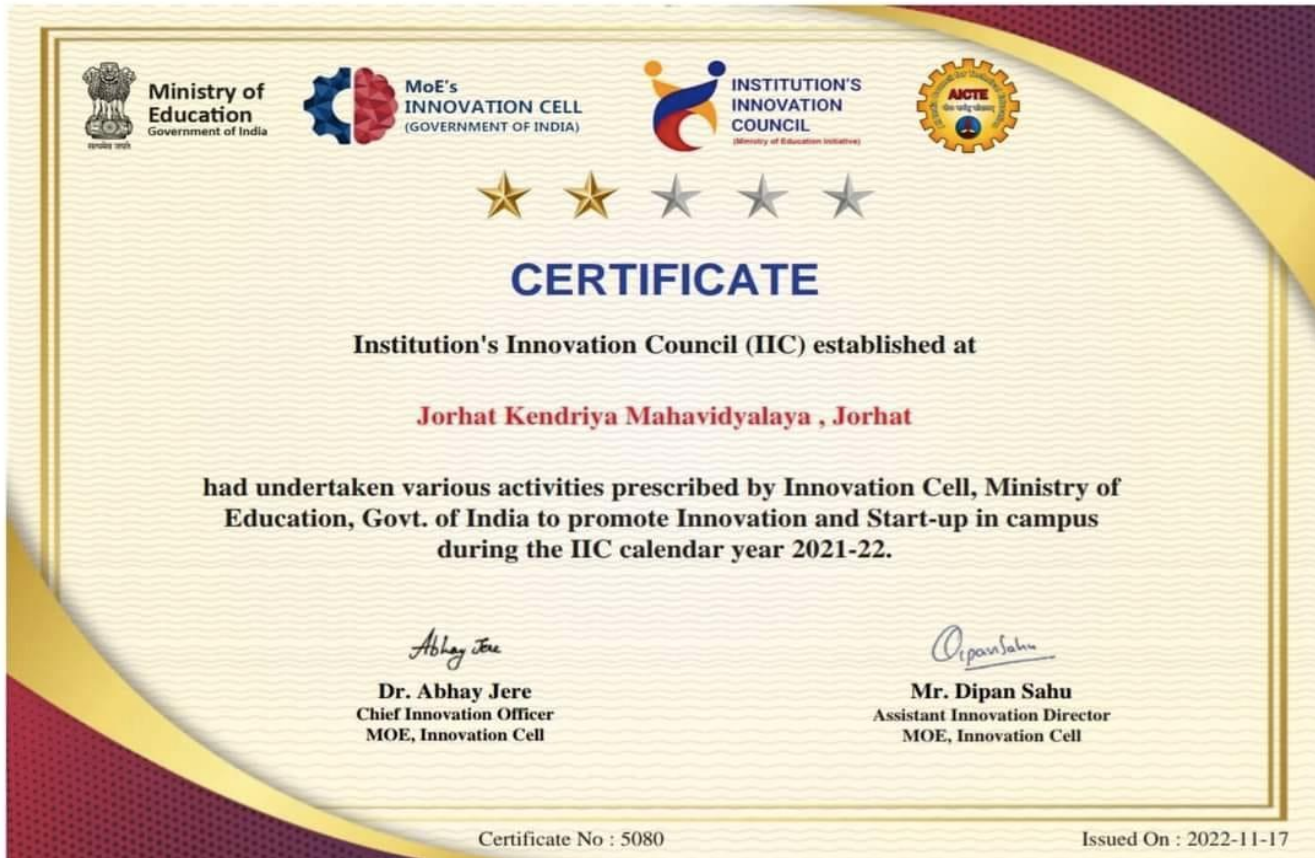 Ministry of
Education
Government of India
सत्यमेव जयते
MoE's
INNOVATION CELL
(GOVERNMENT OF INDIA)
INSTITUTION'S
INNOVATION
COUNCIL
(Ministry of Education Initiative)
AICTE
CERTIFICATE
Institution's Innovation Council (IIC) established at
Jorhat Kendriya Mahavidyalaya , Jorhat
had undertaken various activities prescribed by Innovation Cell, Ministry of
Education, Govt. of India to promote Innovation and Start-up in campus
during the IIC calendar year 2021-22.
Abhay Jere
Dipan Sahu
Dr. Abhay Jere
Chief Innovation Officer
MOE, Innovation Cell
Mr. Dipan Sahu
Assistant Innovation Director
MOE, Innovation Cell
Certificate No : 5080
Issued On : 2022-11-17